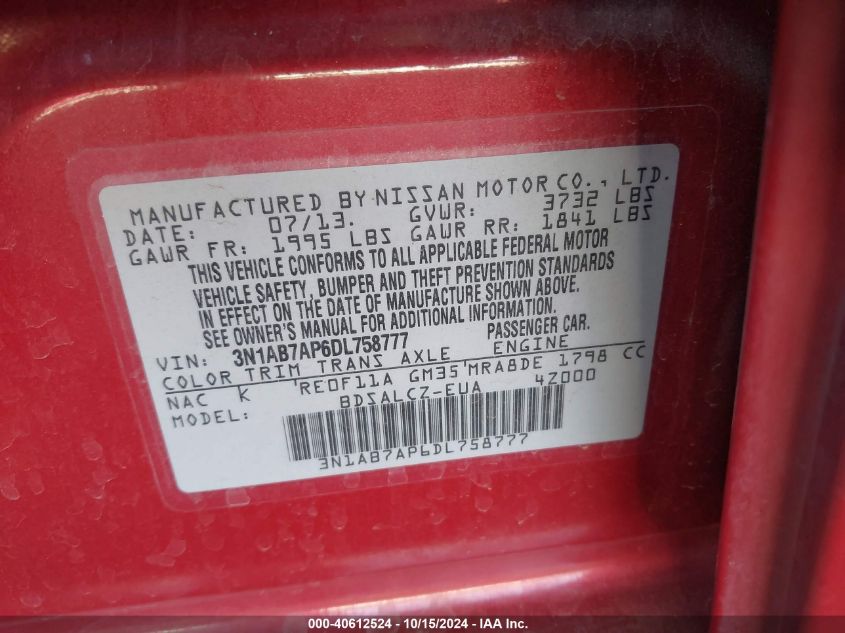 MANUFACTURED BY NISSAN MOTOR CO., LTD.
DATE: 07/13. GVWR: 3732 LBS
GAWR FR: 1995 LBS GAWR RR: 1841 LBS
THIS VEHICLE CONFORMS TO ALL APPLICABLE FEDERAL MOTOR
VEHICLE SAFETY, BUMPER AND THEFT PREVENTION STANDARDS
IN EFFECT ON THE DATE OF MANUFACTURE SHOWN ABOVE.
SEE OWNER'S MANUAL FOR ADDITIONAL INFORMATION.
VIN: 3N1AB7AP6DL758777 PASSENGER CAR.
COLOR TRIM TRANS AXLE ENGINE
NAC K RE0F11A GM35 MRA8DE 1798 CC
MODEL: BDSALCZ-EUA 4Z000
3N1AB7AP6DL758777
000-40612524 - 10/15/2024 - IAA Inc.